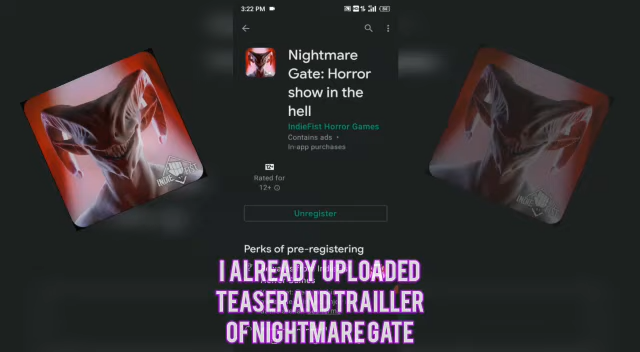 3:22 PM
Nightmare
Gate: Horror
show in the
hell
IndieFist Horror Games
Contains ads •
In-app purchases
12+
Rated for
12+
Unregister
Perks of pre-registering
I ALREADY UPLOADED
TEASER AND TRAILLER
OF NIGHTMARE GATE